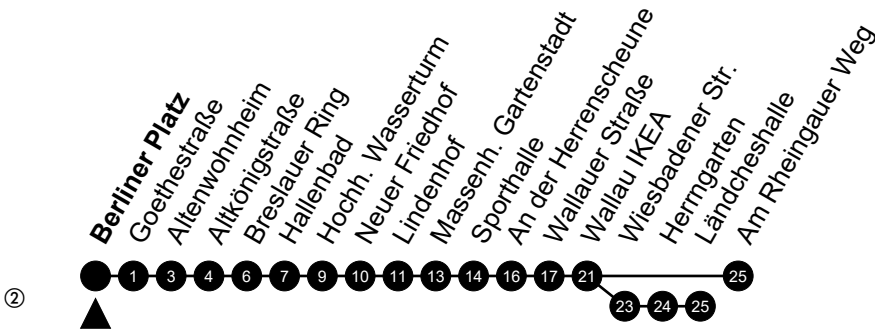 Berliner Platz
Goethestraße
Altenwohnheim
Altkönigstraße
Breslauer Ring
Hallenbad
Hochh. Wasserturm
Neuer Friedhof
Lindenhof
Massenh. Gartenstadt
Sporthalle
An der Herrenscheune
Wallauer Straße
Wallau IKEA
Wiesbadener Str.
Herrngarten
Ländcheshalle
Am Rheingauer Weg
1 3 4 6 7 9 10 11 13 14 16 17 21 25
② 23 24 25